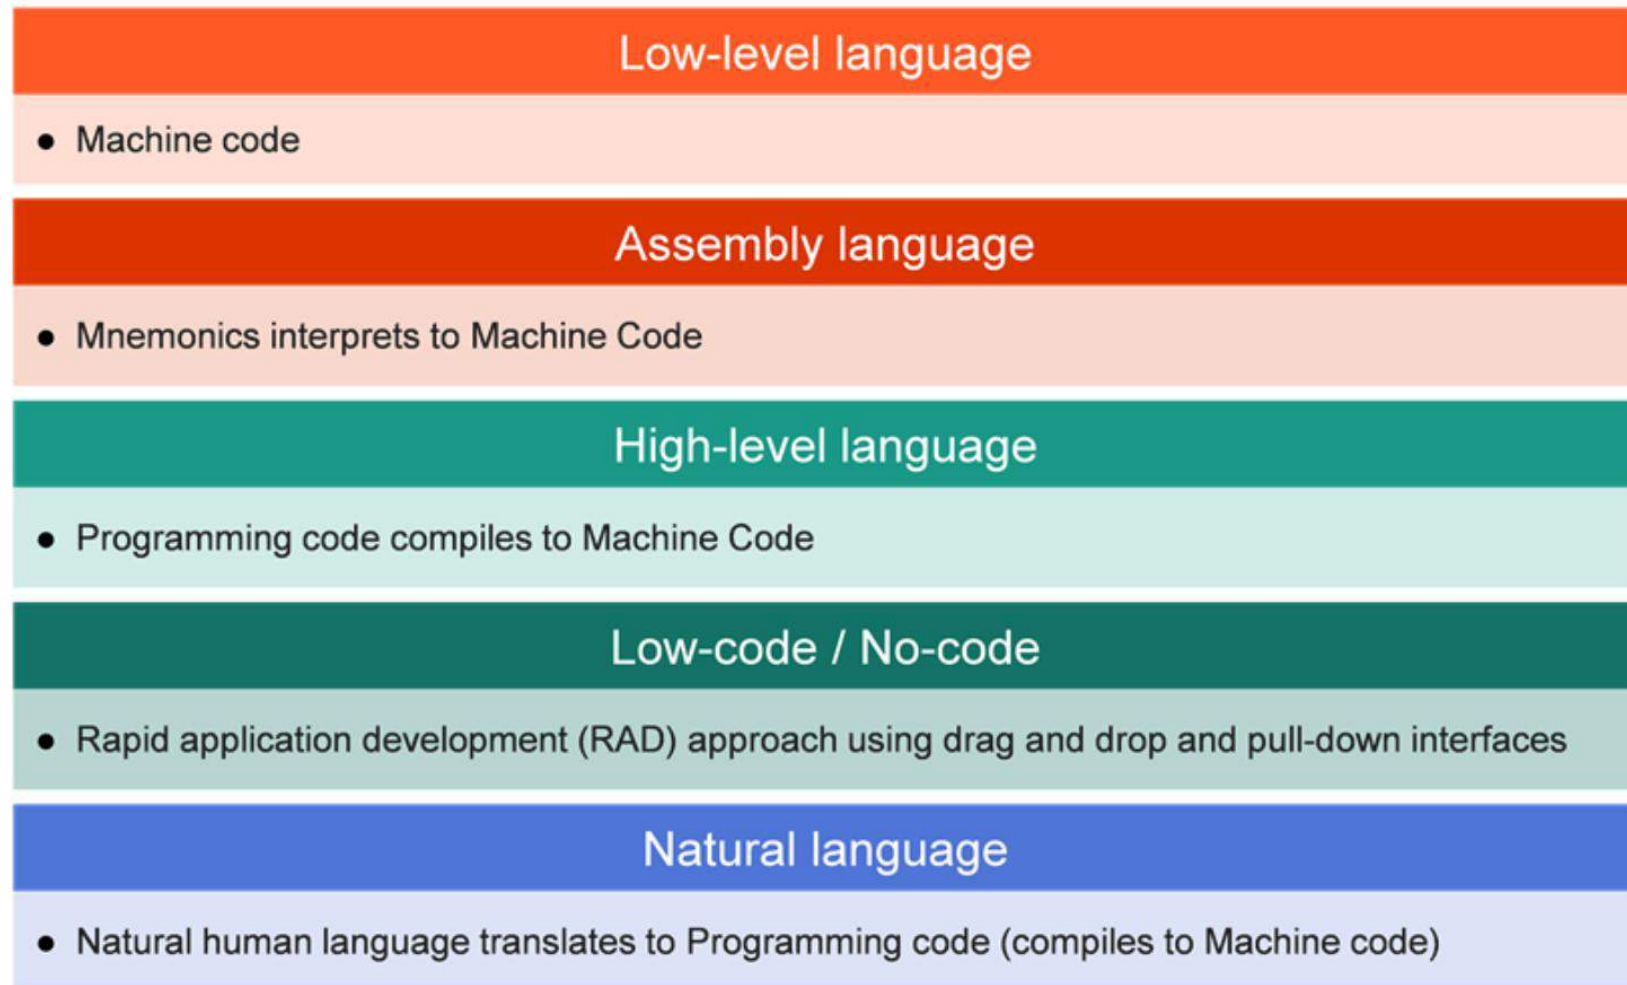 Low-level language
● Machine code
Assembly language
● Mnemonics interprets to Machine Code
High-level language
● Programming code compiles to Machine Code
Low-code / No-code
● Rapid application development (RAD) approach using drag and drop and pull-down interfaces
Natural language
● Natural human language translates to Programming code (compiles to Machine code)